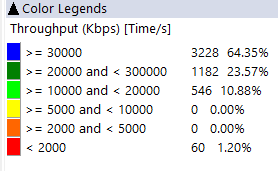 Color Legends
Throughput (Kbps) [Time/s]
>= 30000 3228 64.35%
>= 20000 and < 300000 1182 23.57%
>= 10000 and < 20000 546 10.88%
>= 5000 and < 10000 0 0.00%
>= 2000 and < 5000 0 0.00%
< 2000 60 1.20%